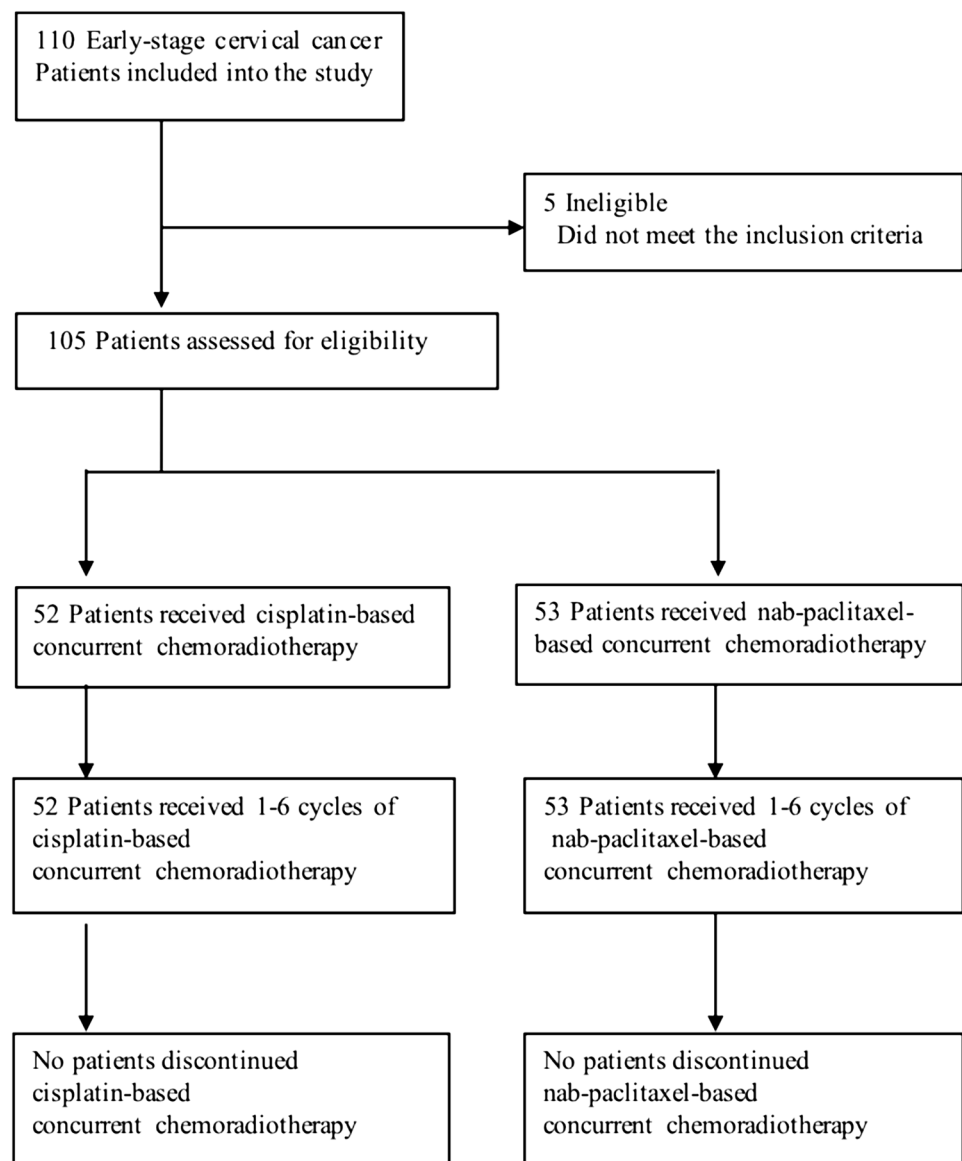 110 Early-stage cervical cancer
Patients included into the study
5 Ineligible
Did not meet the inclusion criteria
105 Patients assessed for eligibility
52 Patients received cisplatin-based
concurrent chemoradiotherapy
53 Patients received nab-paclitaxel-
based concurrent chemoradiotherapy
52 Patients received 1-6 cycles of
cisplatin-based
concurrent chemoradiotherapy
53 Patients received 1-6 cycles of
nab-paclitaxel-based
concurrent chemoradiotherapy
No patients discontinued
cisplatin-based
concurrent chemoradiotherapy
No patients discontinued
nab-paclitaxel-based
concurrent chemoradiotherapy